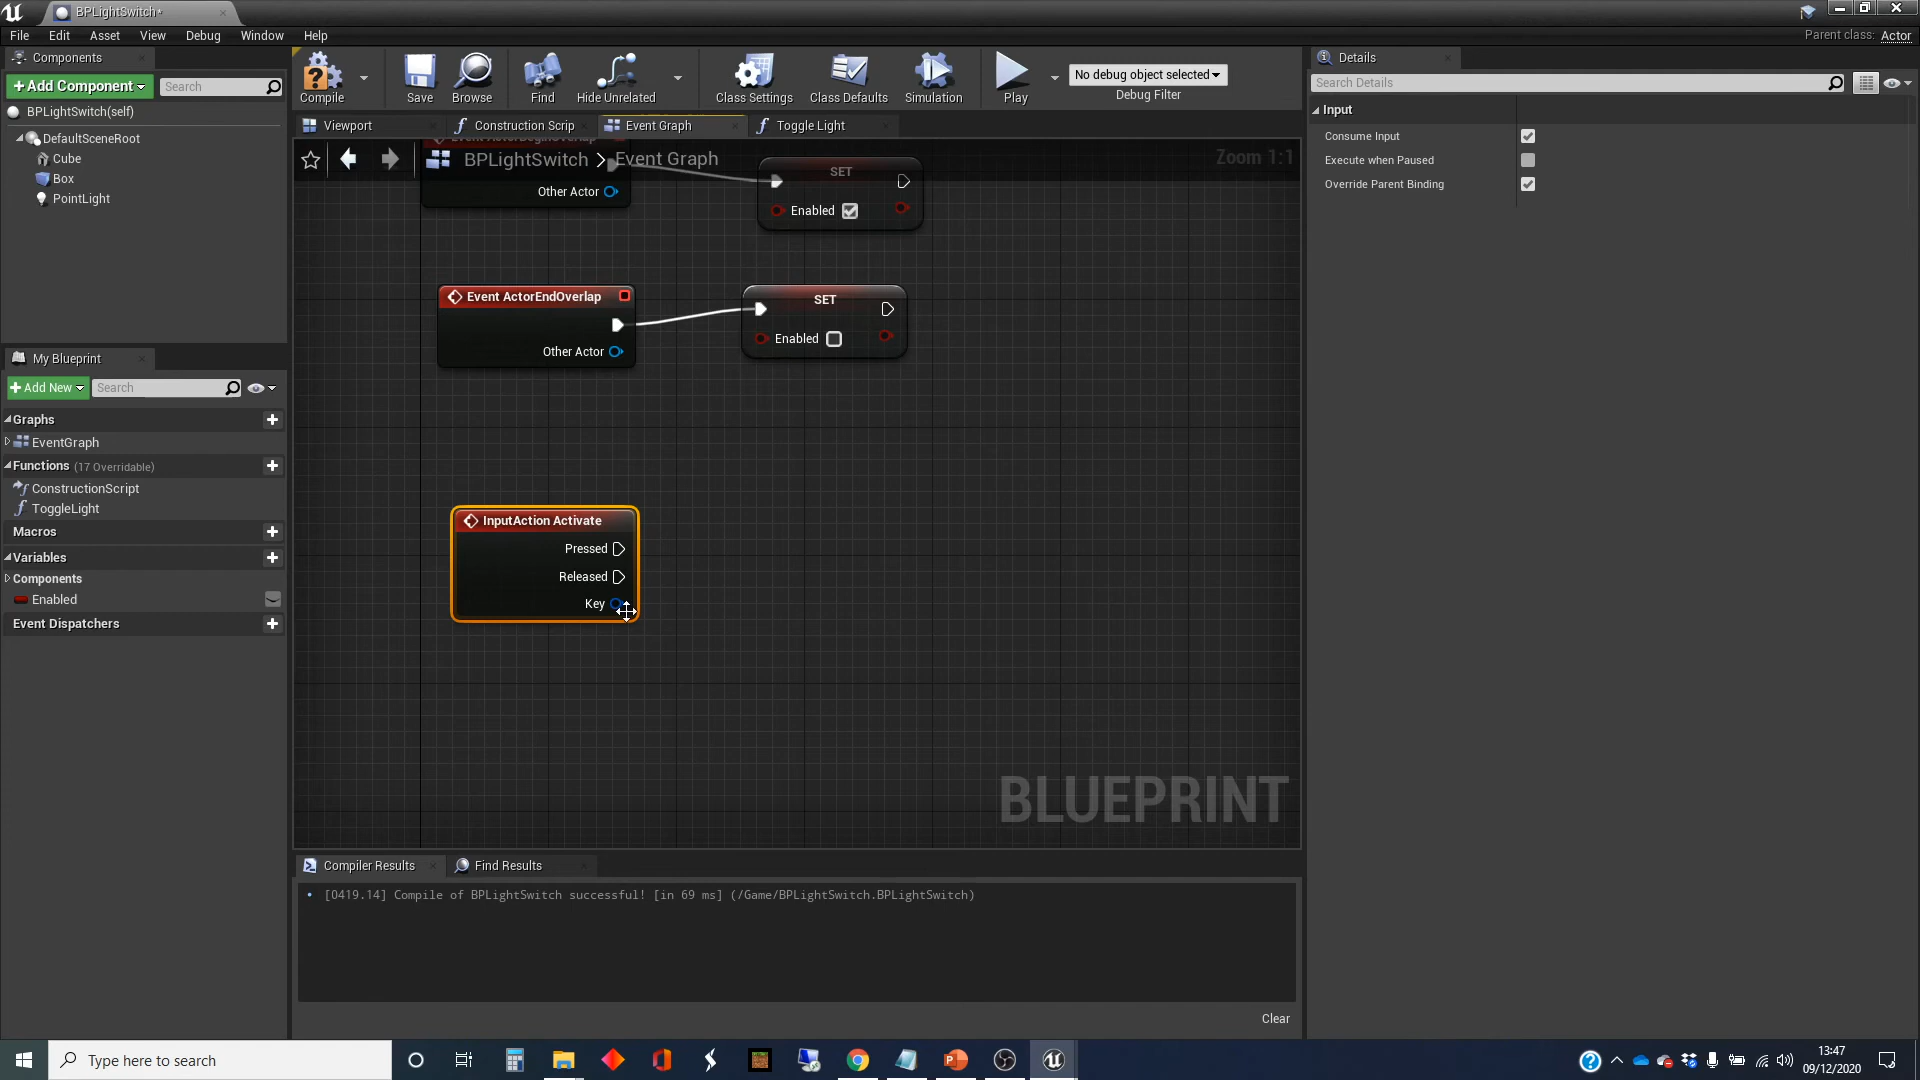 BPLightSwitch*
File Edit Asset View Debug Window Help
Parent class: Actor
Components
+Add Component
Search
BPLightSwitch(self)
DefaultSceneRoot
Cube
Box
PointLight
My Blueprint
+Add New
Search
Graphs
EventGraph
Functions (17 Overridable)
ConstructionScript
ToggleLight
Macros
Variables
Components
Enabled
Event Dispatchers
Compile
Save
Browse
Find
Hide Unrelated
Class Settings
Class Defaults
Simulation
Play
No debug object selected
Debug Filter
Viewport
Construction Scrip
Event Graph
Toggle Light
BPLightSwitch > Event Graph
Zoom 1:1
Event ActorBeginOverlap
Other Actor
SET
Enabled
Event ActorEndOverlap
Other Actor
SET
Enabled
InputAction Activate
Pressed
Released
Key
BLUEPRINT
Compiler Results
Find Results
[0419.14] Compile of BPLightSwitch successful! [in 69 ms] (/Game/BPLightSwitch.BPLightSwitch)
Clear
Details
Search Details
Input
Consume Input
Execute when Paused
Override Parent Binding
Type here to search
13:47
09/12/2020